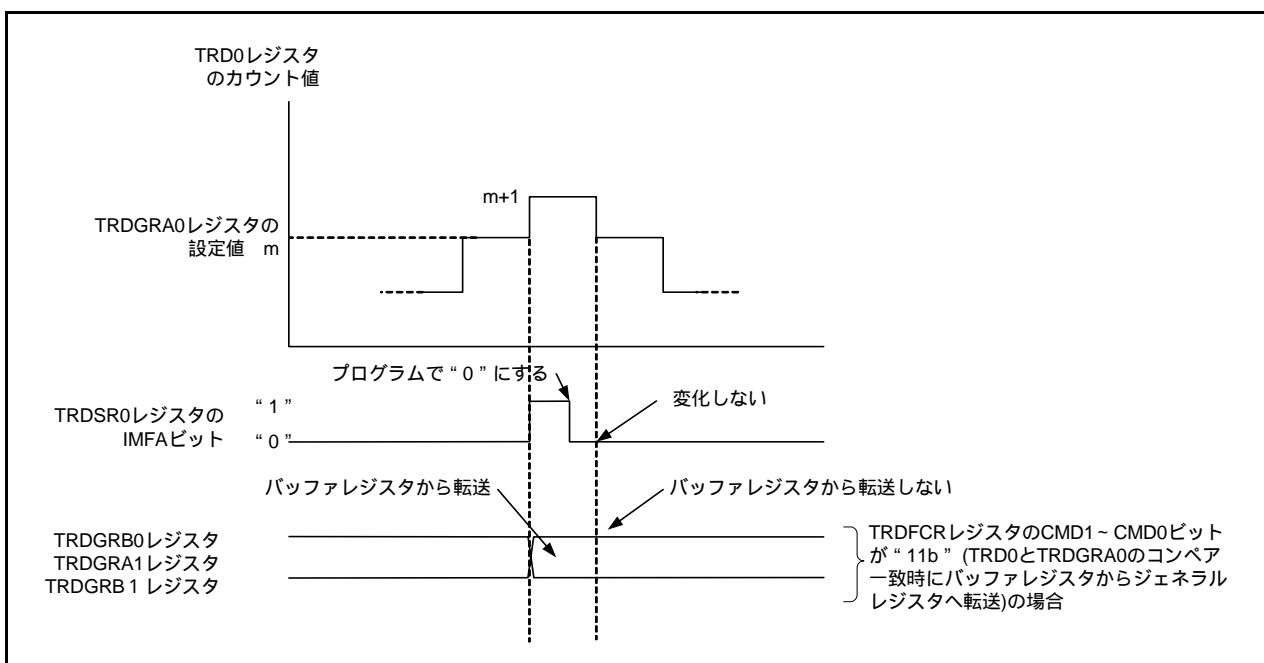 TRD0レジスタ
のカウント値
m+1
TRDGRA0レジスタの
設定値 m
プログラムで“0”にする
変化しない
TRDSR0レジスタの
IMFAビット
“1”
“0”
バッファレジスタから転送
バッファレジスタから転送しない
TRDGRB0レジスタ
TRDGRA1レジスタ
TRDGRB1レジスタ
TRDFCRレジスタのCMD1~CMD0ビット
が“11b”(TRD0とTRDGRA0のコンペア
一致時にバッファレジスタからジェネラル
レジスタへ転送)の場合